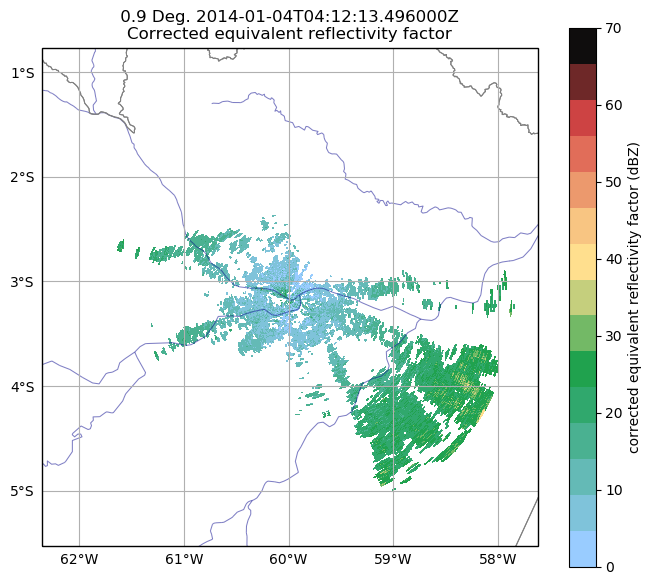 0.9 Deg. 2014-01-04T04:12:13.496000Z
Corrected equivalent reflectivity factor
1°S
2°S
3°S
4°S
5°S
62°W 61°W 60°W 59°W 58°W
70
60
50
40
30
20
10
0
corrected equivalent reflectivity factor (dBZ)